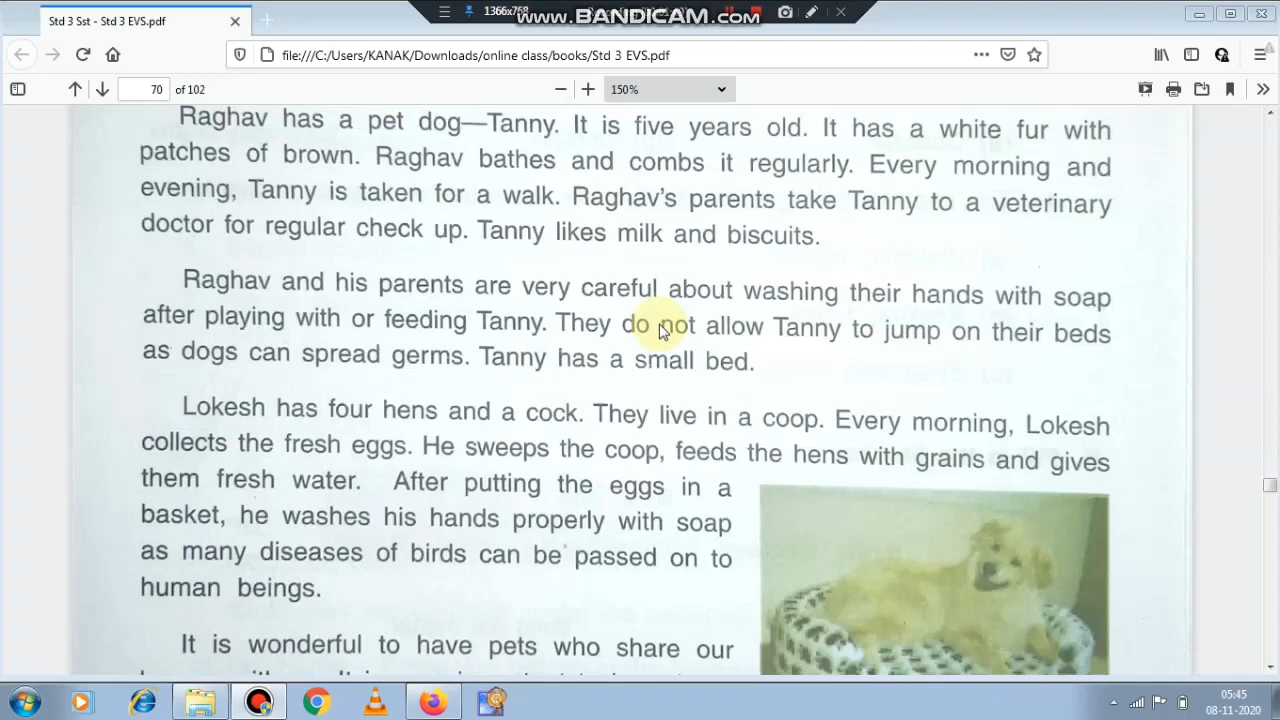 Std 3 Sst - Std 3 EVS.pdf
1366x768
www.BANDICAM.com
file:///C:/Users/KANAK/Downloads/online class/books/Std 3 EVS.pdf
70 of 102
150%
Raghav has a pet dog—Tanny. It is five years old. It has a white fur with
patches of brown. Raghav bathes and combs it regularly. Every morning and
evening, Tanny is taken for a walk. Raghav's parents take Tanny to a veterinary
doctor for regular check up. Tanny likes milk and biscuits.
Raghav and his parents are very careful about washing their hands with soap
after playing with or feeding Tanny. They do not allow Tanny to jump on their beds
as dogs can spread germs. Tanny has a small bed.
Lokesh has four hens and a cock. They live in a coop. Every morning, Lokesh
collects the fresh eggs. He sweeps the coop, feeds the hens with grains and gives
them fresh water. After putting the eggs in a
basket, he washes his hands properly with soap
as many diseases of birds can be passed on to
human beings.
It is wonderful to have pets who share our
05:45
08-11-2020